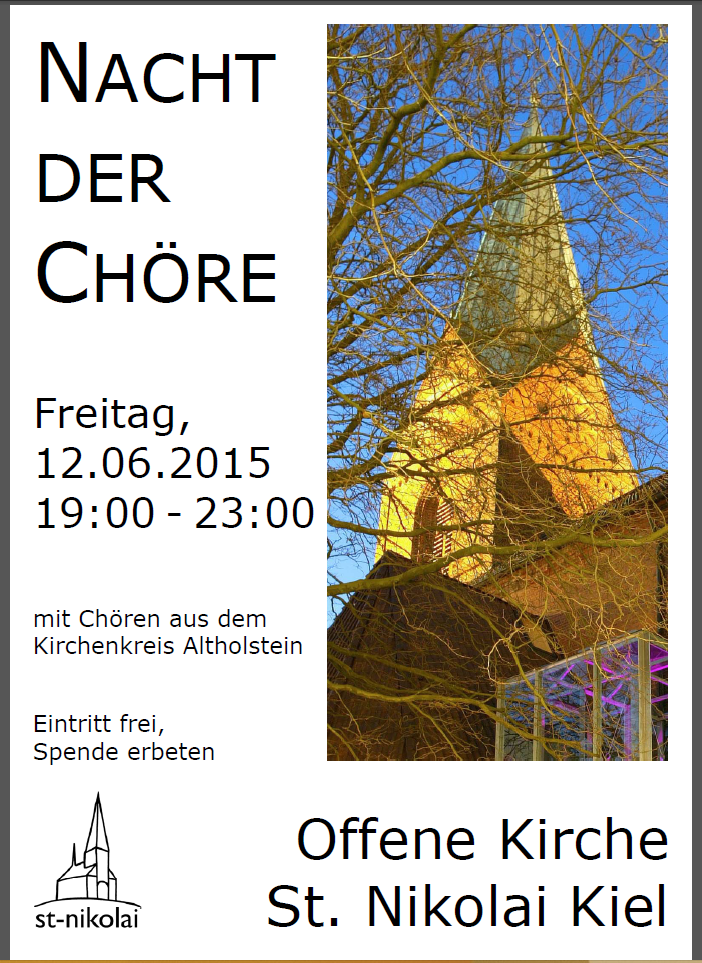 NACHT
DER
CHÖRE
Freitag,
12.06.2015
19:00 - 23:00
mit Chören aus dem
Kirchenkreis Altholstein
Eintritt frei,
Spende erbeten
st-nikolai
Offene Kirche
St. Nikolai Kiel